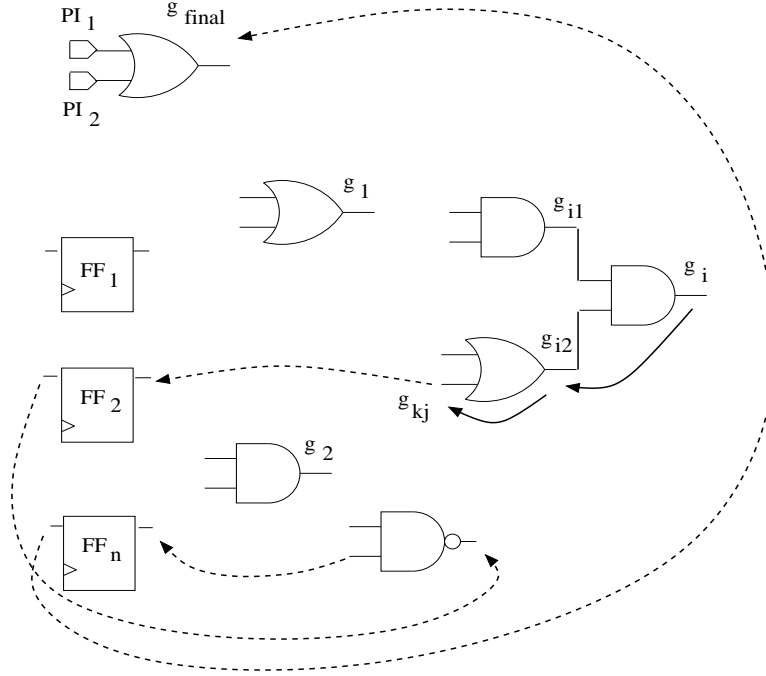 PI 1
g final
PI 2
g 1
g i1
g i
FF 1
g i2
FF 2
g kj
g 2
FF n